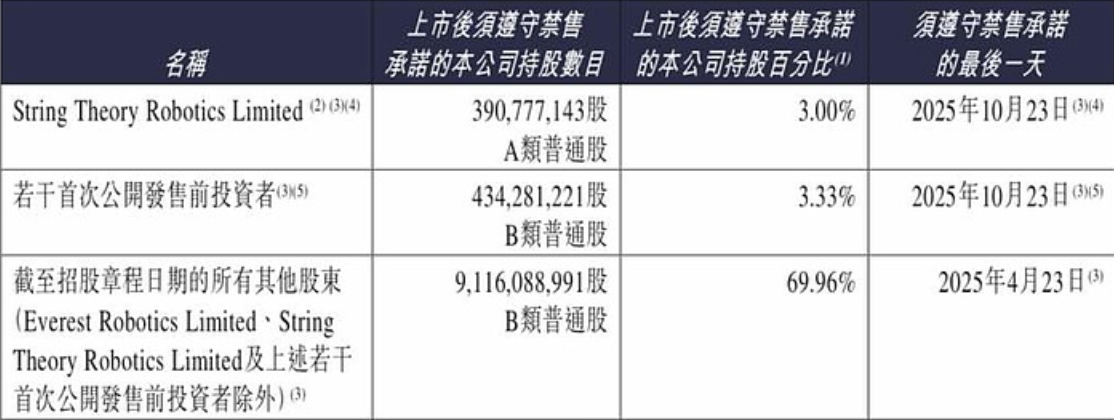 名稱
上市後須遵守禁售
承諾的本公司持股數目
上市後須遵守禁售承諾
的本公司持股百分比(1)
須遵守禁售承諾
的最後一天
String Theory Robotics Limited (2) (3)(4)
390,777,143股
A類普通股
3.00%
2025年10月23日(3)(4)
若干首次公開發售前投資者(3)(5)
434,281,221股
B類普通股
3.33%
2025年10月23日(3)(5)
截至招股章程日期的所有其他股東
(Everest Robotics Limited、String
Theory Robotics Limited及上述若干
首次公開發售前投資者除外) (3)
9,116,088,991股
B類普通股
69.96%
2025年4月23日(3)